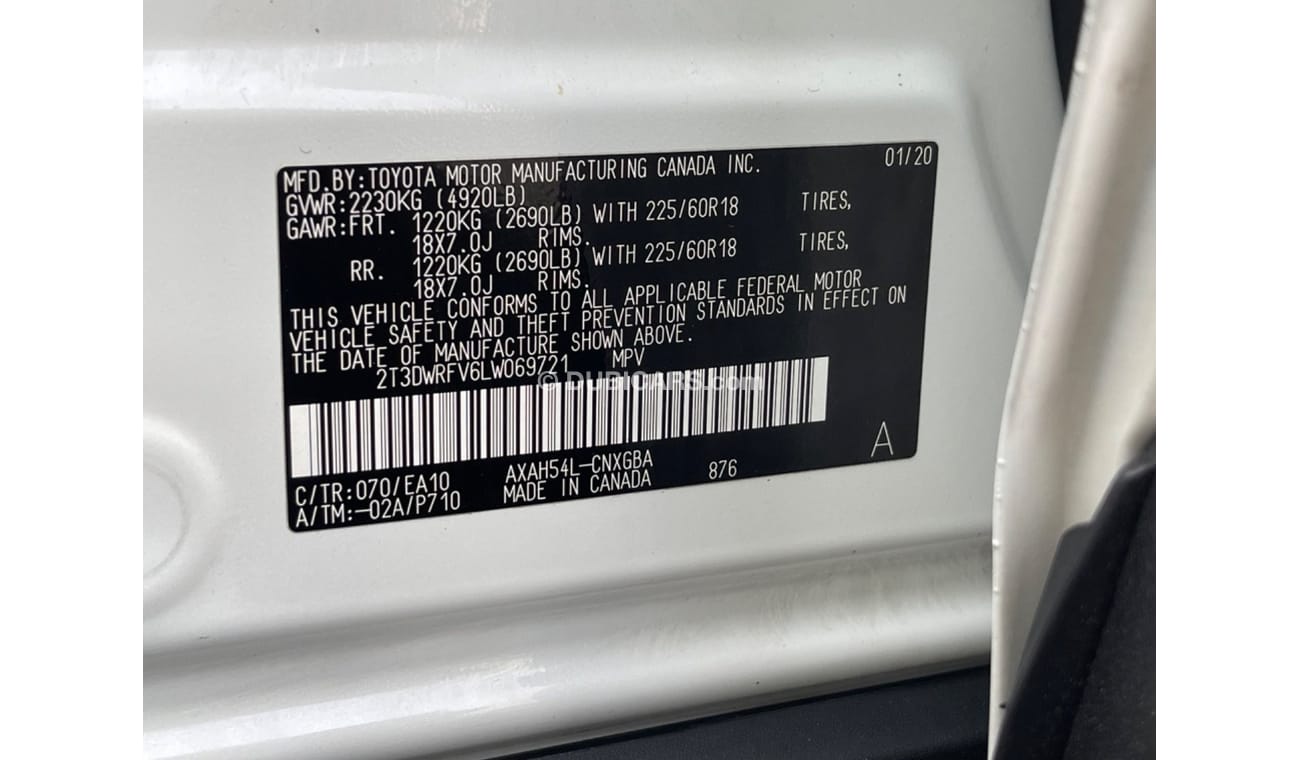 MFD.BY:TOYOTA MOTOR MANUFACTURING CANADA INC. 01/20
GVWR:2230KG (4920LB)
GAWR:FRT. 1220KG (2690LB) WITH 225/60R18 TIRES,
18X7.0J RIMS.
RR. 1220KG (2690LB) WITH 225/60R18 TIRES,
18X7.0J RIMS.
THIS VEHICLE CONFORMS TO ALL APPLICABLE FEDERAL MOTOR
VEHICLE SAFETY AND THEFT PREVENTION STANDARDS IN EFFECT ON
THE DATE OF MANUFACTURE SHOWN ABOVE.
2T3DWRFV6LW069721 MPV
© DUBICARS.com
A
C/TR:070/EA10 AXAH54L-CNXGBA 876
A/TM:-02A/P710 MADE IN CANADA